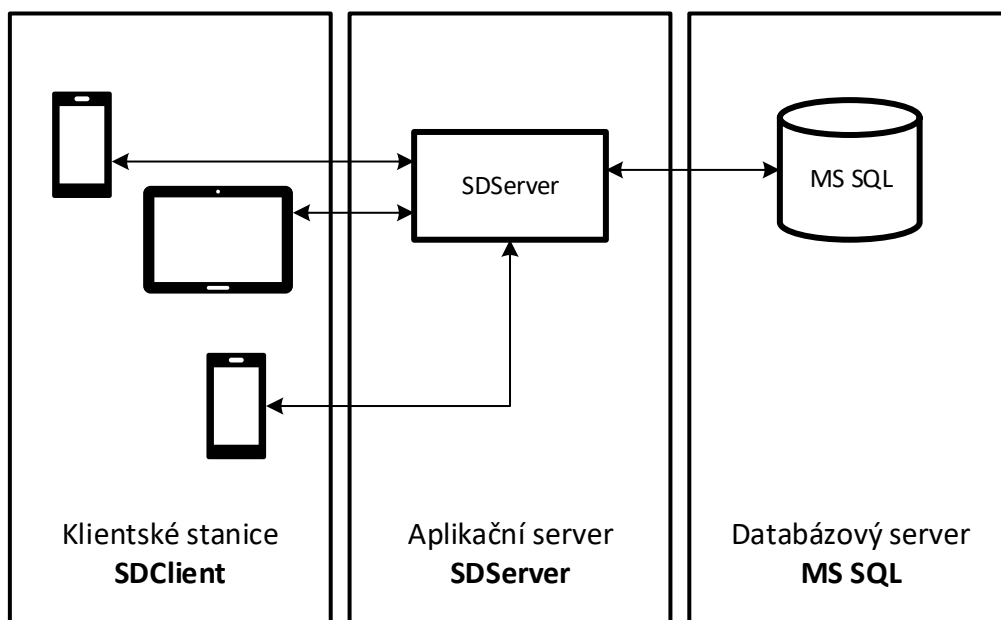 SDServer
MS SQL
Klientské stanice
SDClient
Aplikační server
SDServer
Databázový server
MS SQL